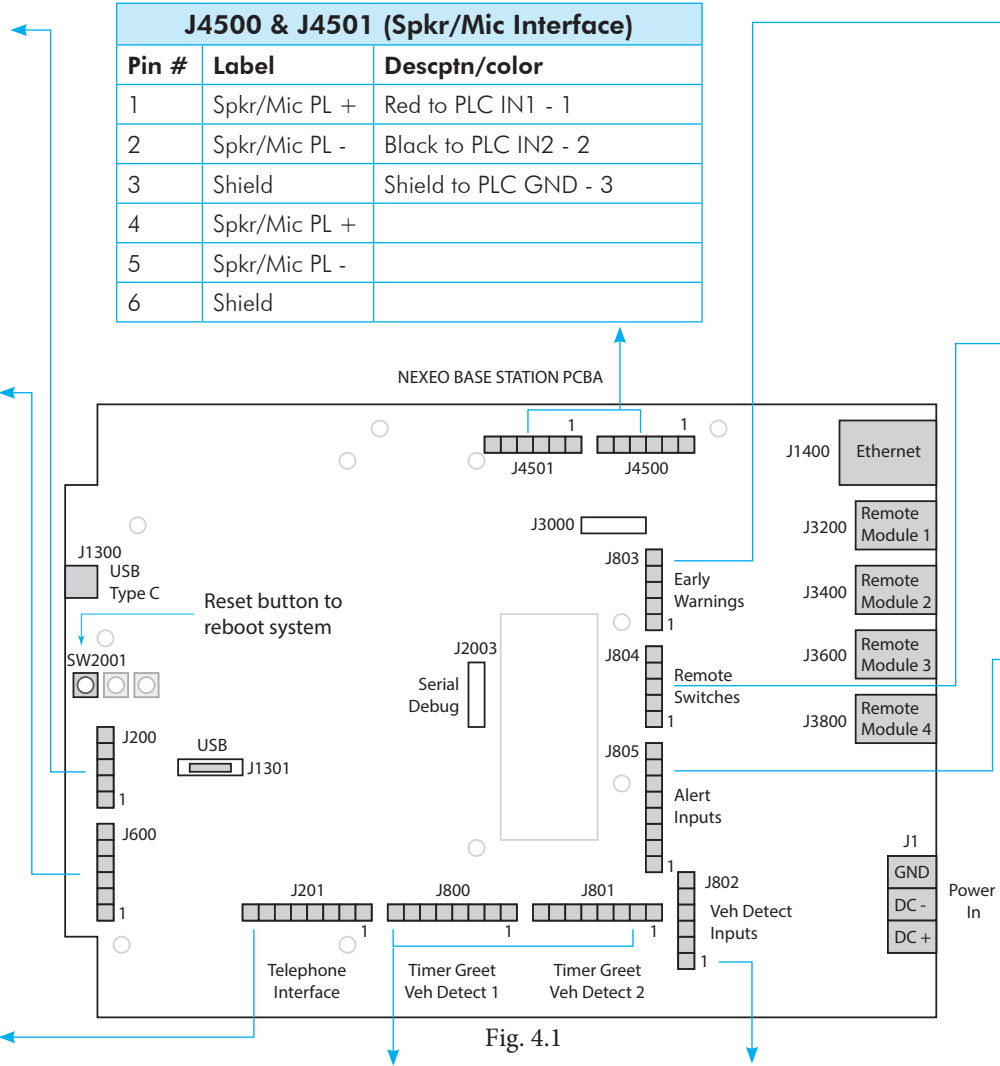 J4500 & J4501 (Spkr/Mic Interface)
Pin # Label Descptn/color
1 Spkr/Mic PL + Red to PLC IN1 - 1
2 Spkr/Mic PL - Black to PLC IN2 - 2
3 Shield Shield to PLC GND - 3
4 Spkr/Mic PL +
5 Spkr/Mic PL -
6 Shield
NEXEO BASE STATION PCBA
1 1
J4501 J4500
J1400 Ethernet
J3000
J3200 Remote
Module 1
J1300
USB
Type C
J803
Early
Warnings
1
J3400 Remote
Module 2
Reset button to
reboot system
SW2001
J2003
Serial
Debug
J804
Remote
Switches
1
J3600 Remote
Module 3
J3800 Remote
Module 4
J200
1
USB
J1301
J805
Alert
Inputs
1
J600
1
J1
GND
DC -
DC +
Power
In
J201
1
J800
1
J801
1
J802
Veh Detect
Inputs
1
Telephone
Interface
Timer Greet
Veh Detect 1
Timer Greet
Veh Detect 2
Fig. 4.1